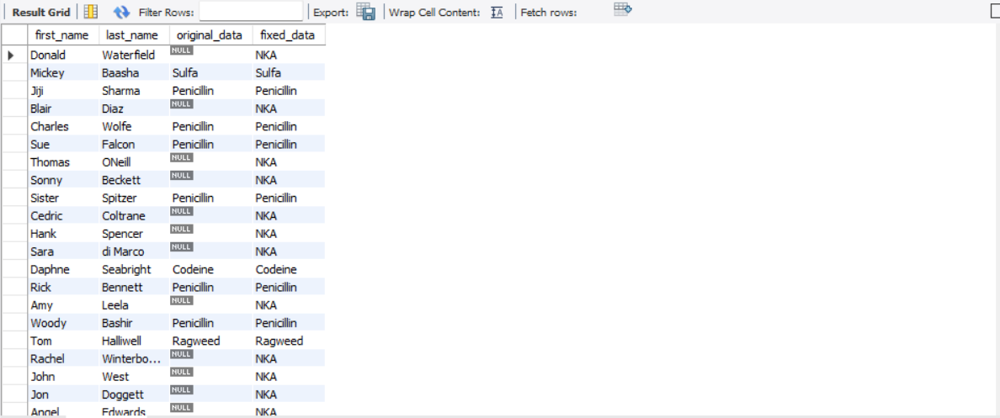 Result Grid Filter Rows: Export: Wrap Cell Content: IA Fetch rows:
first_name last_name original_data fixed_data
Donald Waterfield NULL NKA
Mickey Baasha Sulfa Sulfa
Jiji Sharma Penicillin Penicillin
Blair Diaz NULL NKA
Charles Wolfe Penicillin Penicillin
Sue Falcon Penicillin Penicillin
Thomas ONeill NULL NKA
Sonny Beckett NULL NKA
Sister Spitzer Penicillin Penicillin
Cedric Coltrane NULL NKA
Hank Spencer NULL NKA
Sara di Marco NULL NKA
Daphne Seabright Codeine Codeine
Rick Bennett Penicillin Penicillin
Amy Leela NULL NKA
Woody Bashir Penicillin Penicillin
Tom Halliwell Ragweed Ragweed
Rachel Winterbo... NULL NKA
John West NULL NKA
Jon Doggett NULL NKA
Angel Edwards NULL NKA